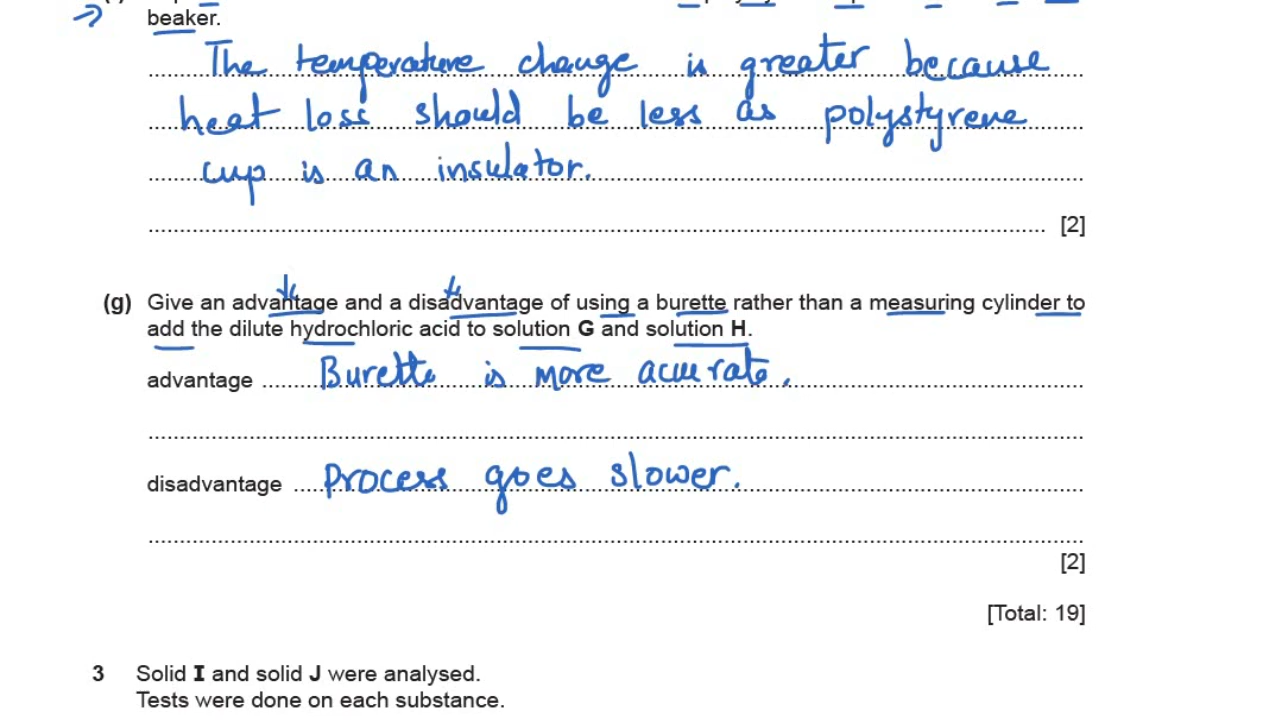 beaker.
The temperature change is greater because
heat loss should be less as polystyrene
cup is an insulator.
[2]
(g) Give an advantage and a disadvantage of using a burette rather than a measuring cylinder to
add the dilute hydrochloric acid to solution G and solution H.
advantage Burette is more accurate.
disadvantage Process goes slower.
[2]
[Total: 19]
3 Solid I and solid J were analysed.
Tests were done on each substance.